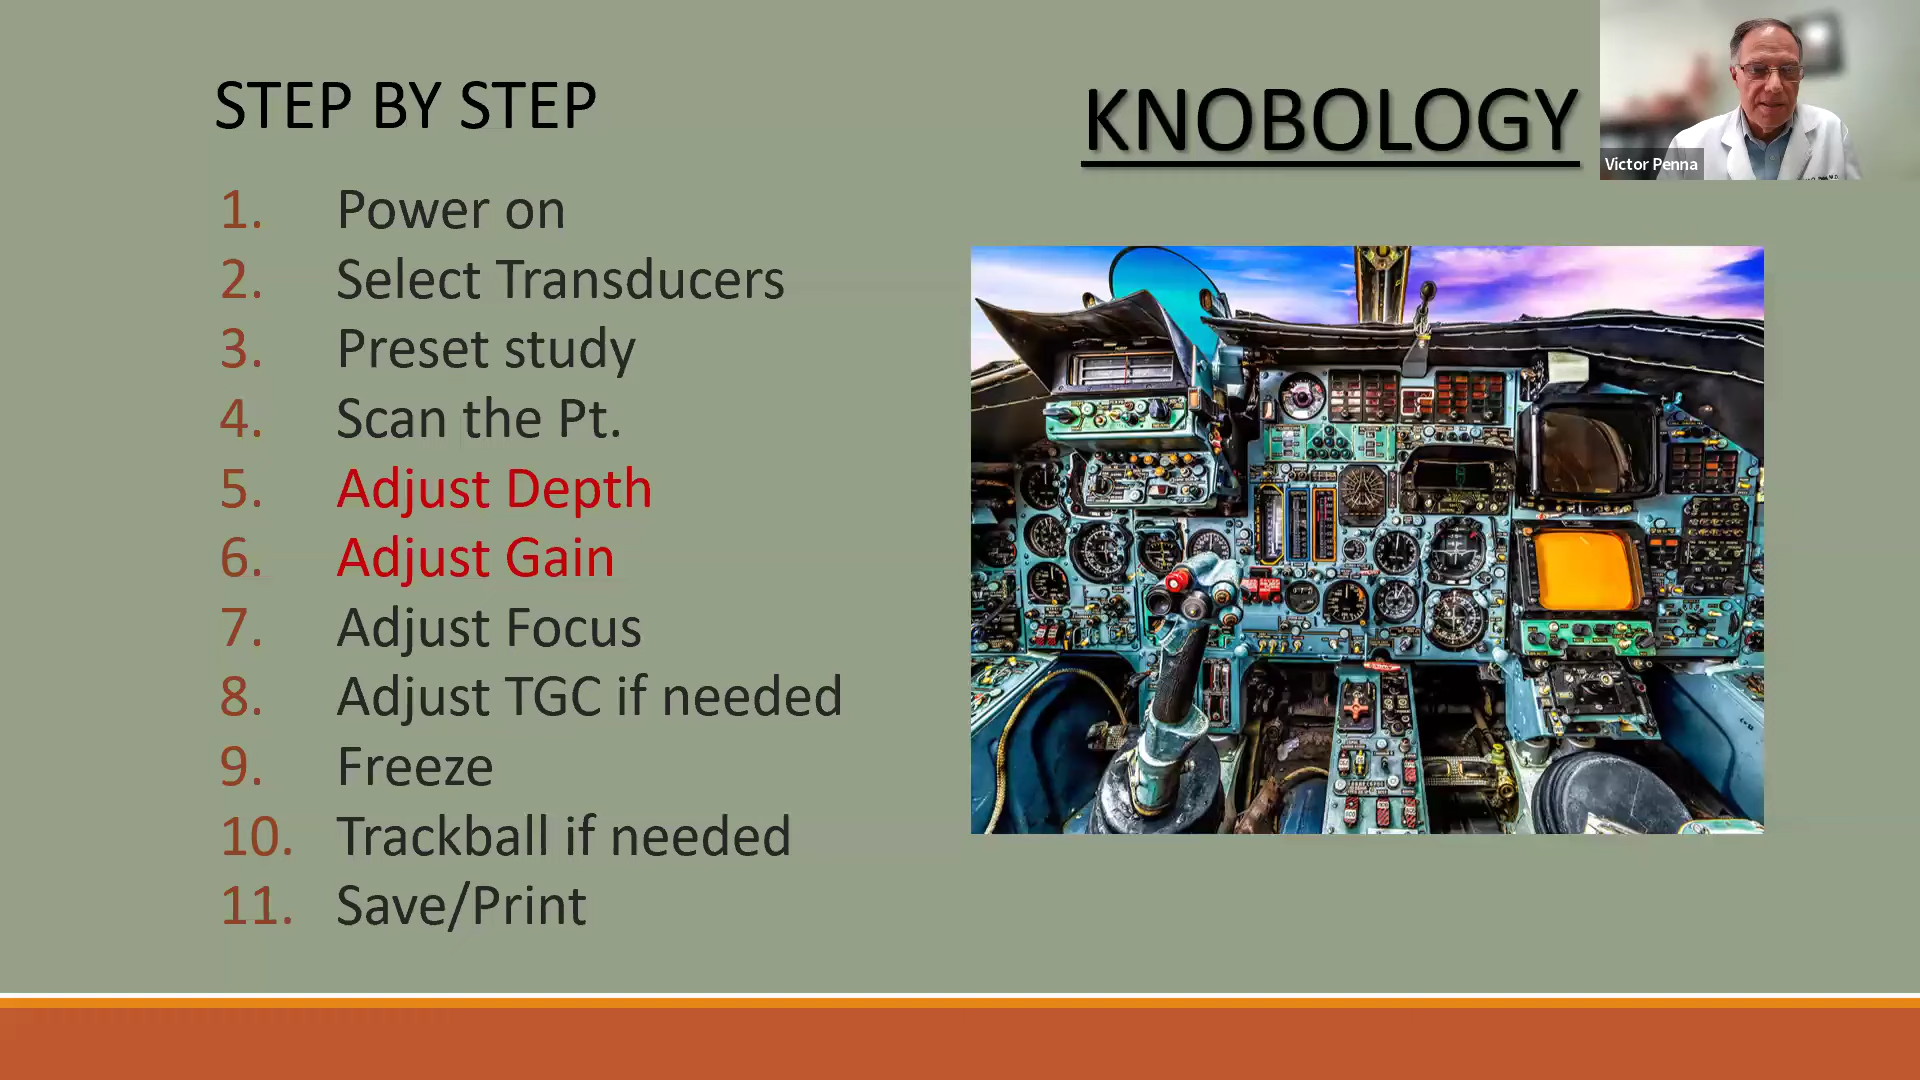 STEP BY STEP
KNOBOLOGY
Victor Penna
1. Power on
2. Select Transducers
3. Preset study
4. Scan the Pt.
5. Adjust Depth
6. Adjust Gain
7. Adjust Focus
8. Adjust TGC if needed
9. Freeze
10. Trackball if needed
11. Save/Print